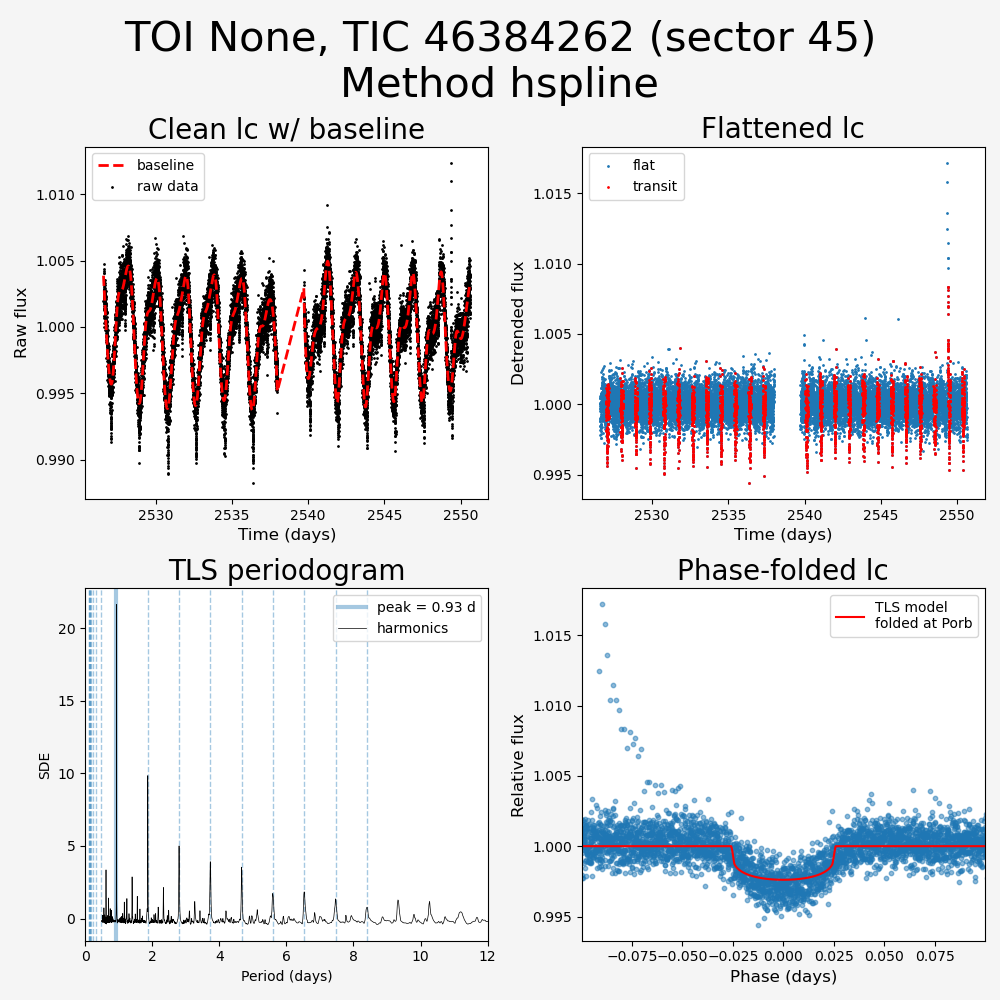 TOI None, TIC 46384262 (sector 45)
Method hspline
Clean lc w/ baseline
baseline
raw data
1.010
1.005
1.000
0.995
0.990
Raw flux
2530
2535
2540
2545
2550
Time (days)
Flattened lc
flat
transit
1.015
1.010
1.005
1.000
0.995
Detrended flux
2530
2535
2540
2545
2550
Time (days)
TLS periodogram
peak = 0.93 d
harmonics
20
15
10
5
0
SDE
0
2
4
6
8
10
12
Period (days)
Phase-folded lc
TLS model
folded at Porb
1.015
1.010
1.005
1.000
0.995
Relative flux
−0.075
−0.050
−0.025
0.000
0.025
0.050
0.075
Phase (days)